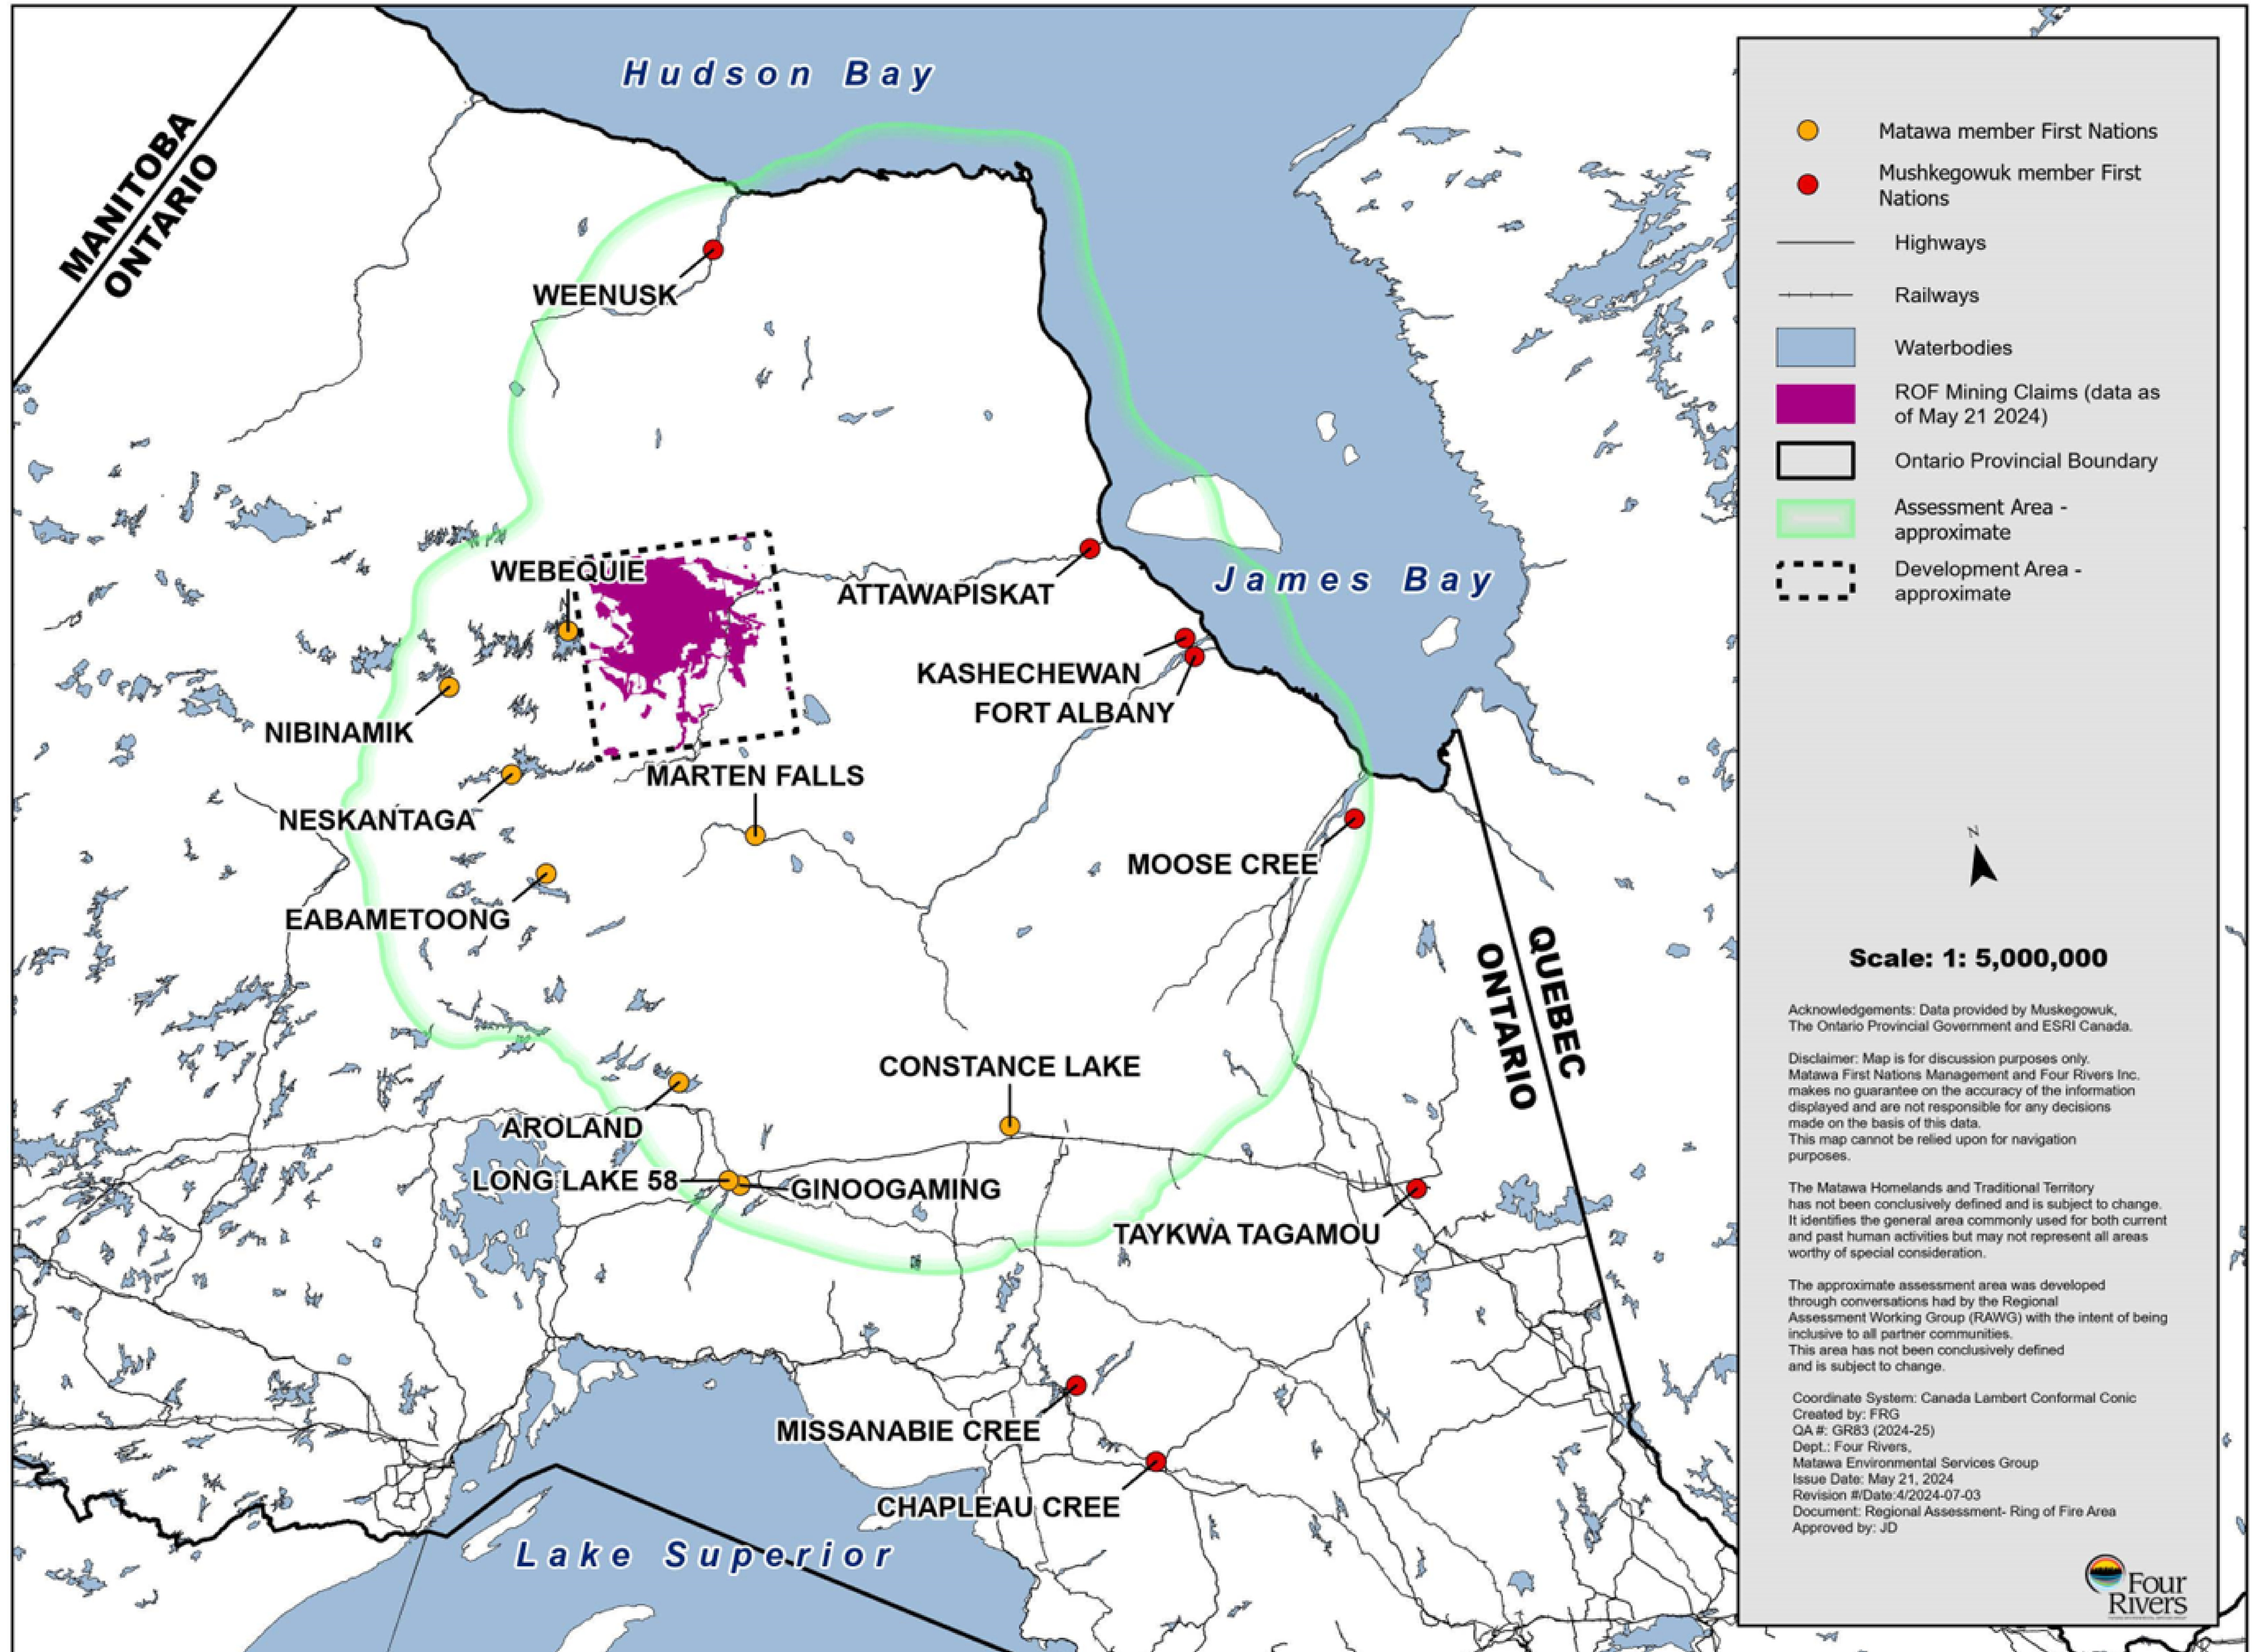 Hudson Bay
MANITOBA
ONTARIO
WEENUSK
WEBEQUIE
ATTAWAPISKAT
James Bay
KASHECHEWAN
FORT ALBANY
NIBINAMIK
MARTEN FALLS
NESKANTAGA
MOOSE CREE
EABAMETOONG
QUEBEC
ONTARIO
CONSTANCE LAKE
AROLAND
LONG LAKE 58
GINOOGAMING
TAYKWA TAGAMOU
MISSANABIE CREE
CHAPLEAU CREE
Lake Superior
Matawa member First Nations
Mushkegowuk member First
Nations
Highways
Railways
Waterbodies
ROF Mining Claims (data as
of May 21 2024)
Ontario Provincial Boundary
Assessment Area -
approximate
Development Area -
approximate
N
Scale: 1: 5,000,000
Acknowledgements: Data provided by Muskegowuk,
The Ontario Provincial Government and ESRI Canada.
Disclaimer: Map is for discussion purposes only.
Matawa First Nations Management and Four Rivers Inc.
makes no guarantee on the accuracy of the information
displayed and are not responsible for any decisions
made on the basis of this data.
This map cannot be relied upon for navigation
purposes.
The Matawa Homelands and Traditional Territory
has not been conclusively defined and is subject to change.
It identifies the general area commonly used for both current
and past human activities but may not represent all areas
worthy of special consideration.
The approximate assessment area was developed
through conversations had by the Regional
Assessment Working Group (RAWG) with the intent of being
inclusive to all partner communities.
This area has not been conclusively defined
and is subject to change.
Coordinate System: Canada Lambert Conformal Conic
Created by: FRG
QA #: GR83 (2024-25)
Dept.: Four Rivers,
Matawa Environmental Services Group
Issue Date: May 21, 2024
Revision #/Date:4/2024-07-03
Document: Regional Assessment- Ring of Fire Area
Approved by: JD
Four
Rivers